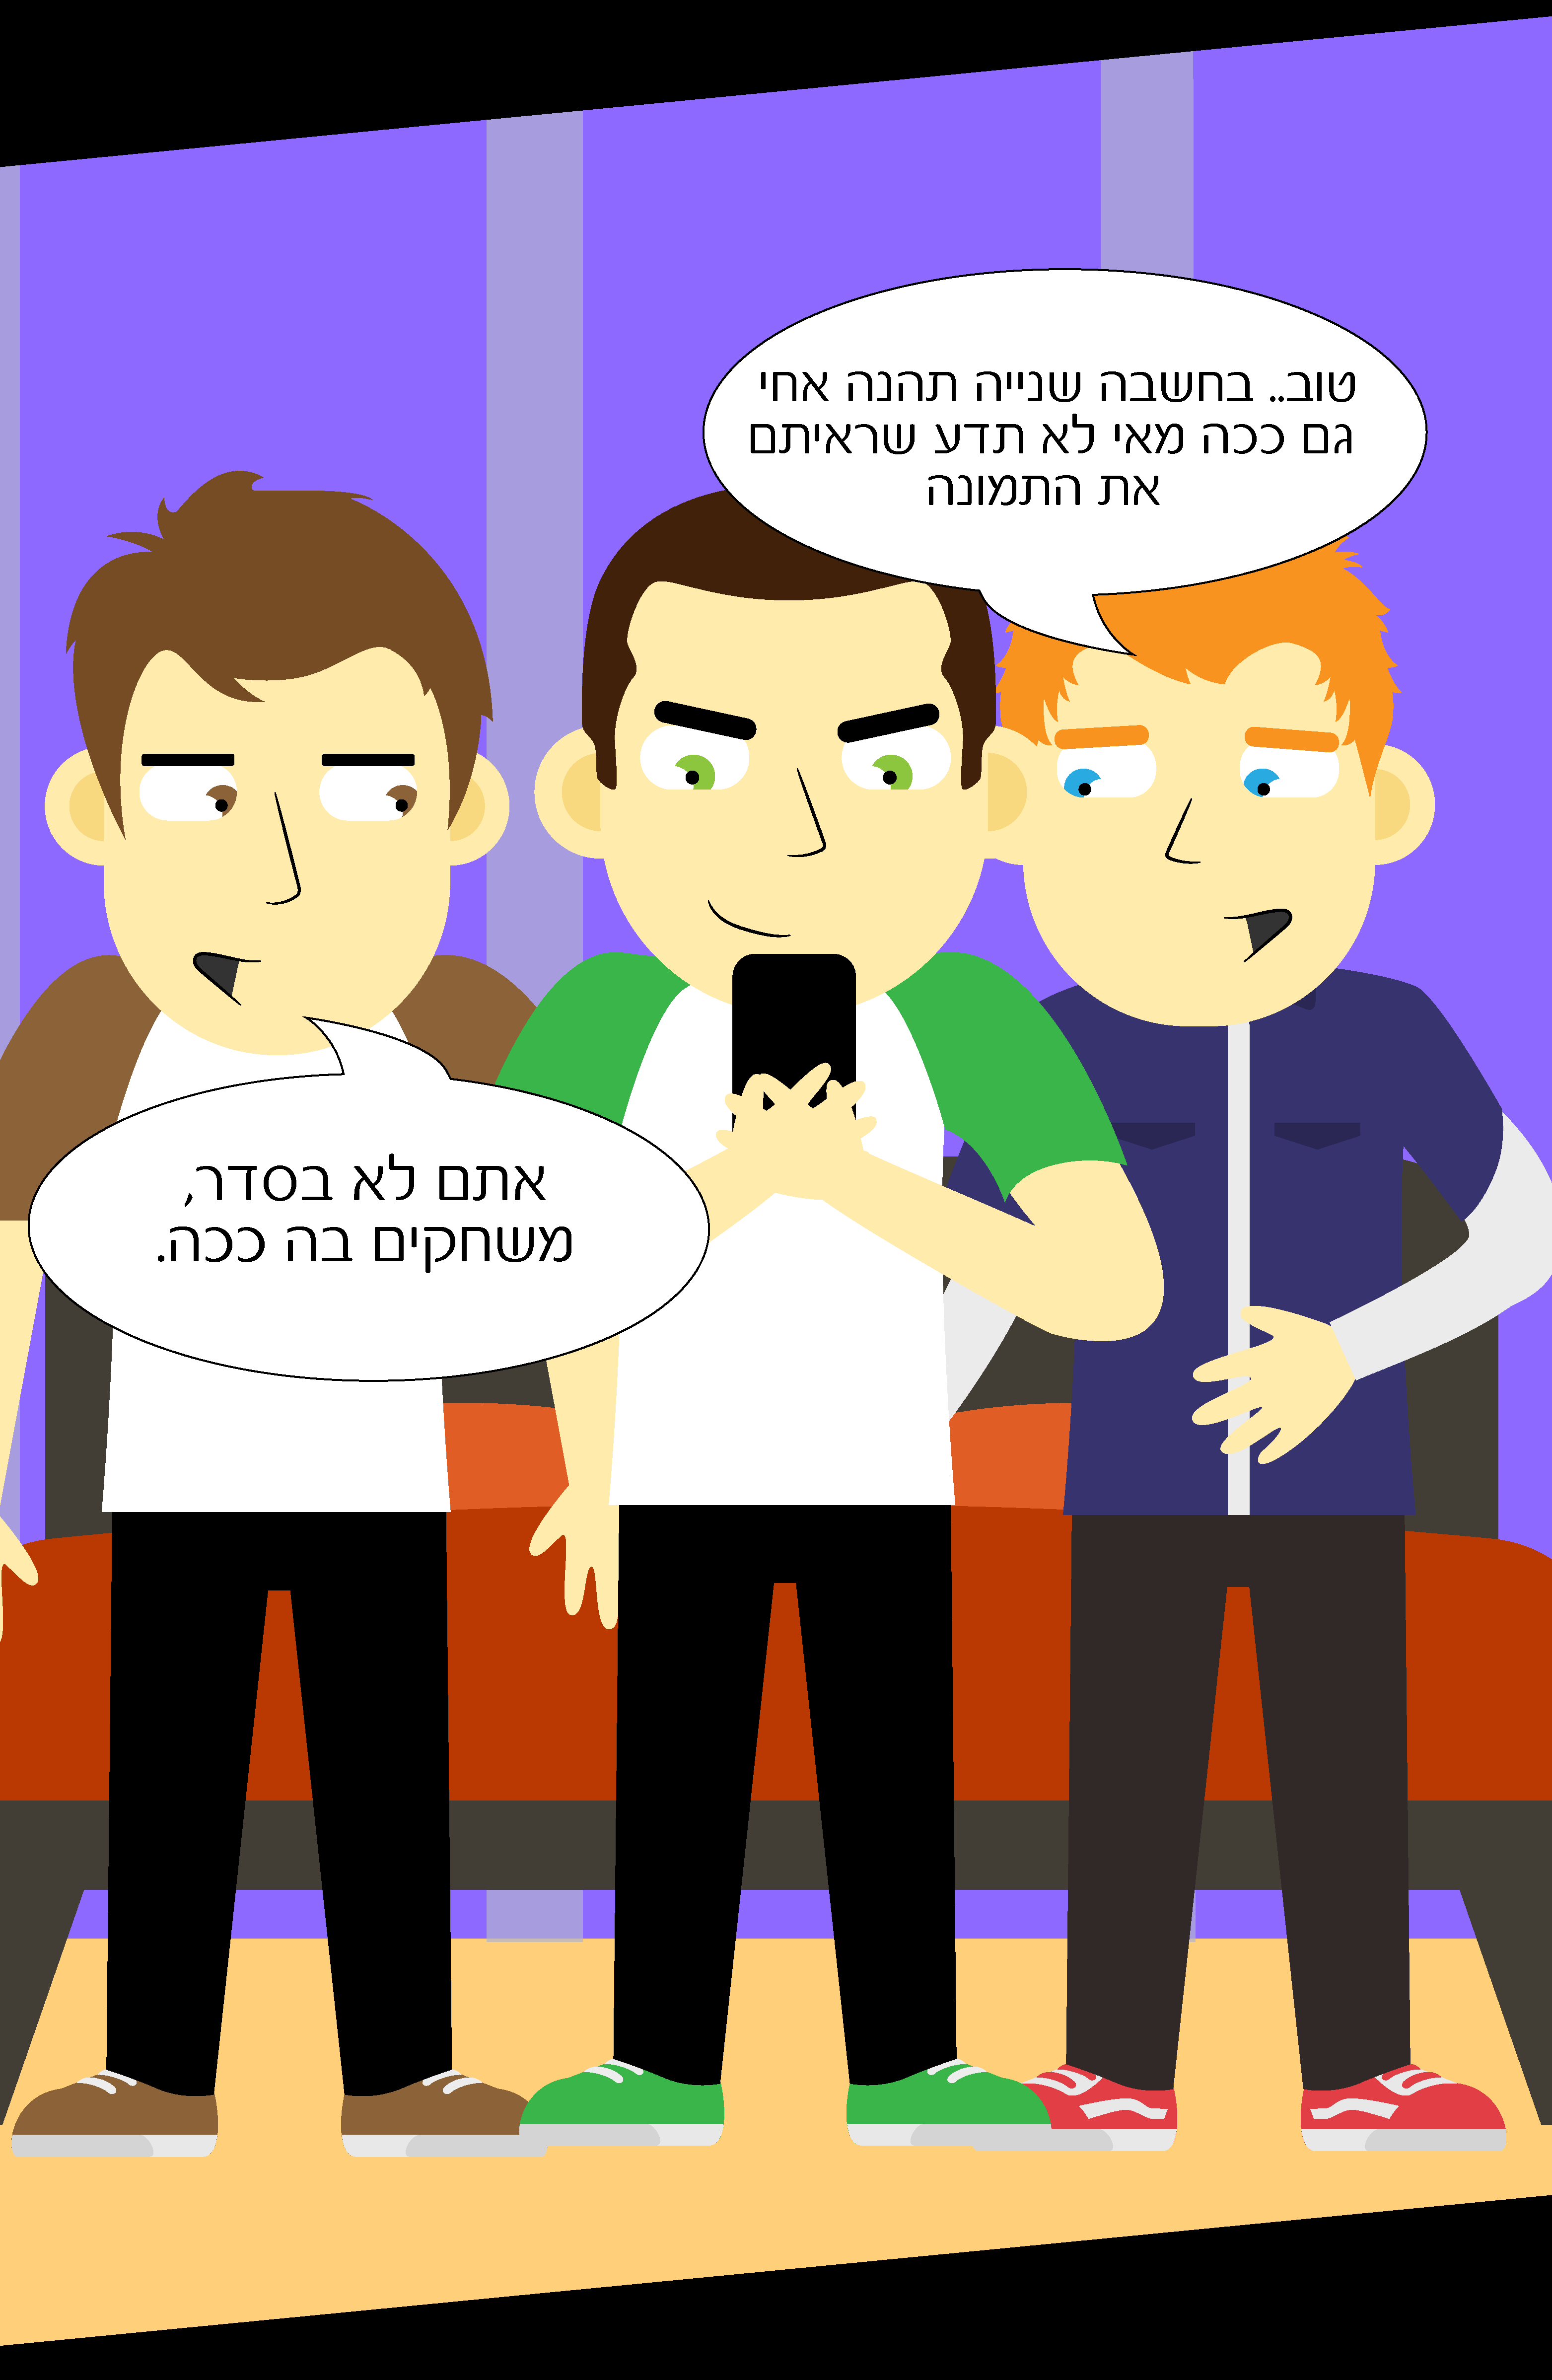 טוב.. בחשבה שנייה תהנה אחי
גם ככה מאי לא תדע שראיתם
את התמונה
אתם לא בסדר,
משחקים בה ככה.